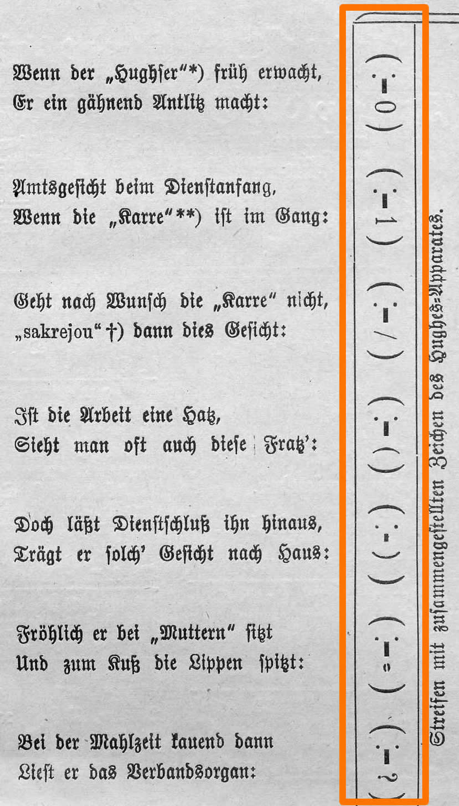 Wenn der „Hughser“*) früh erwacht,
Er ein gähnend Antlitz macht:
(:-0)
Amtsgesicht beim Dienstanfang,
Wenn die „Karre“**) ist im Gang:
(:-1)
Geht nach Wunsch die „Karre“ nicht,
„sakrejou“†) dann dies Gesicht:
(:-/)
Ist die Arbeit eine Hatz,
Sieht man oft auch diese Fratz':
(:-()
Doch läßt Dienstschluß ihn hinaus,
Trägt er solch' Gesicht nach Haus:
(:-))
Fröhlich er bei „Muttern“ sitzt
Und zum Kuß die Lippen spitzt:
(:-°)
Bei der Mahlzeit kauend dann
Liest er das Verbandsorgan:
(:-?)
Streifen mit zusammengestellten Zeichen des Hughes-Apparates.